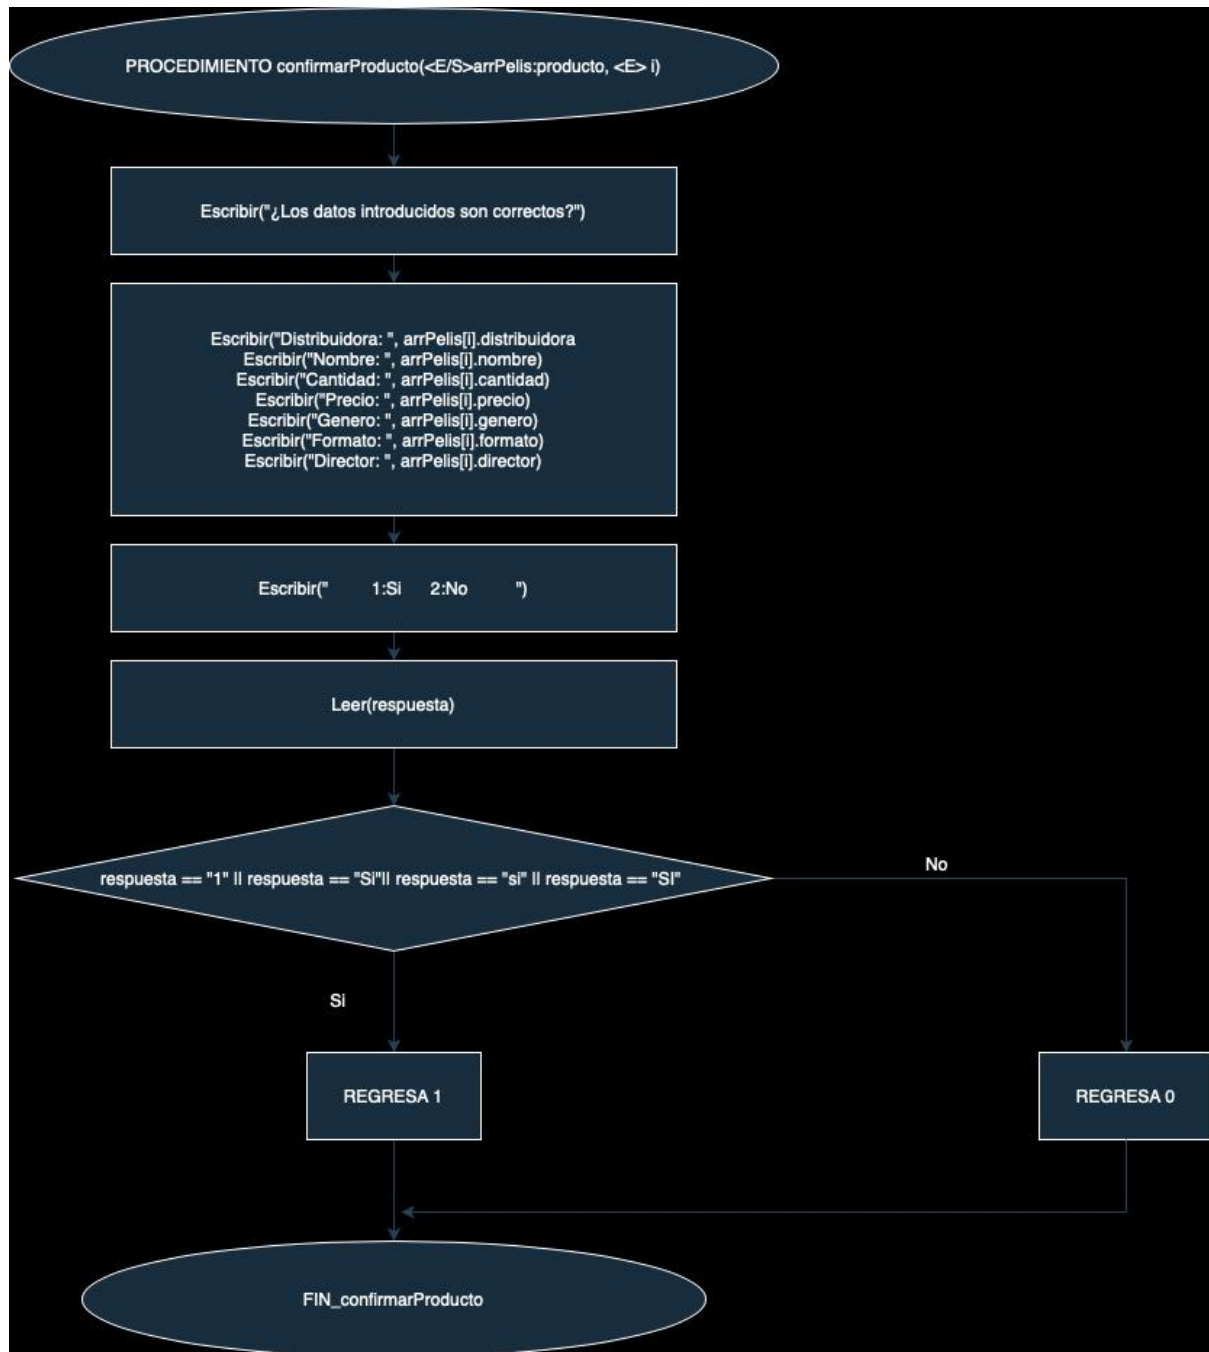 PROCEDIMIENTO confirmarProducto(<E/S>arrPelis:producto, <E> i)
Escribir("¿Los datos introducidos son correctos?")
Escribir("Distribuidora: ", arrPelis[i].distribuidora
Escribir("Nombre: ", arrPelis[i].nombre)
Escribir("Cantidad: ", arrPelis[i].cantidad)
Escribir("Precio: ", arrPelis[i].precio)
Escribir("Genero: ", arrPelis[i].genero)
Escribir("Formato: ", arrPelis[i].formato)
Escribir("Director: ", arrPelis[i].director)
Escribir("         1:Si      2:No          ")
Leer(respuesta)
respuesta == "1" || respuesta == "Si"|| respuesta == "si" || respuesta == "SI"
No
Si
REGRESA 1
REGRESA 0
FIN_confirmarProducto